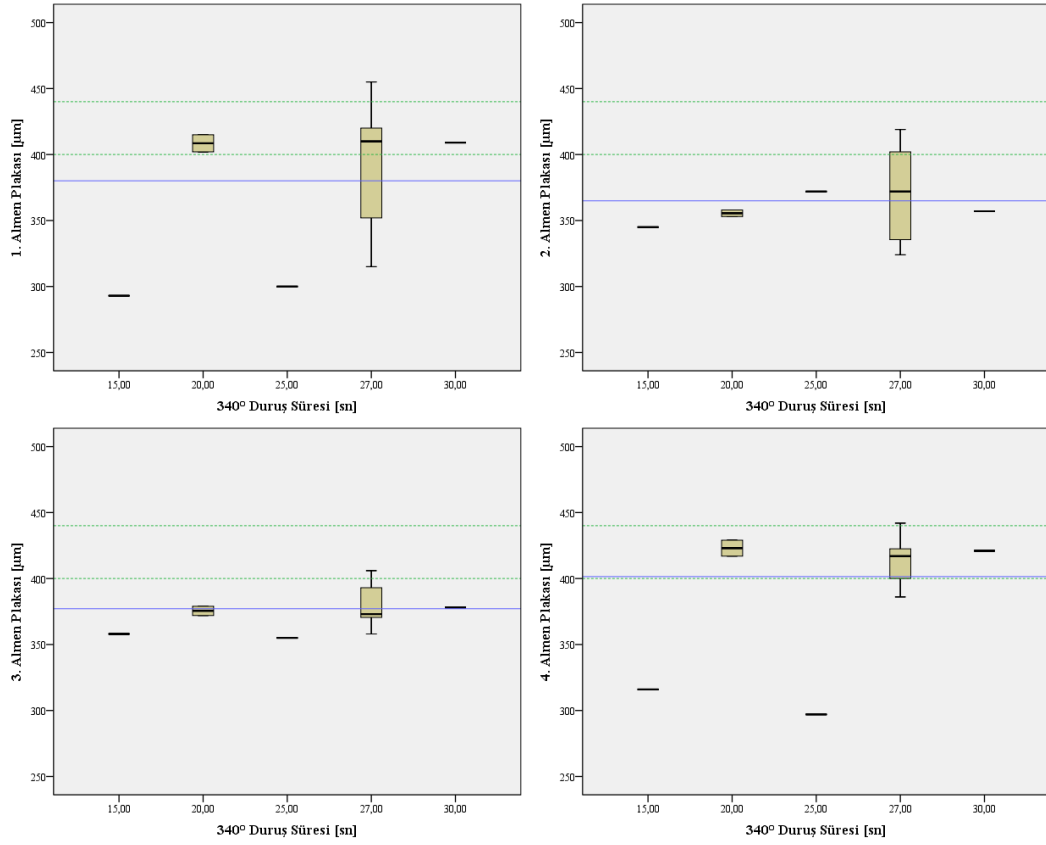 500
450
400
350
300
250
1. Almen Plakası [µm]
15,00 20,00 25,00 27,00 30,00
340° Duruş Süresi [sn]
500
450
400
350
300
250
2. Almen Plakası [µm]
15,00 20,00 25,00 27,00 30,00
340° Duruş Süresi [sn]
500
450
400
350
300
250
3. Almen Plakası [µm]
15,00 20,00 25,00 27,00 30,00
340° Duruş Süresi [sn]
500
450
400
350
300
250
4. Almen Plakası [µm]
15,00 20,00 25,00 27,00 30,00
340° Duruş Süresi [sn]